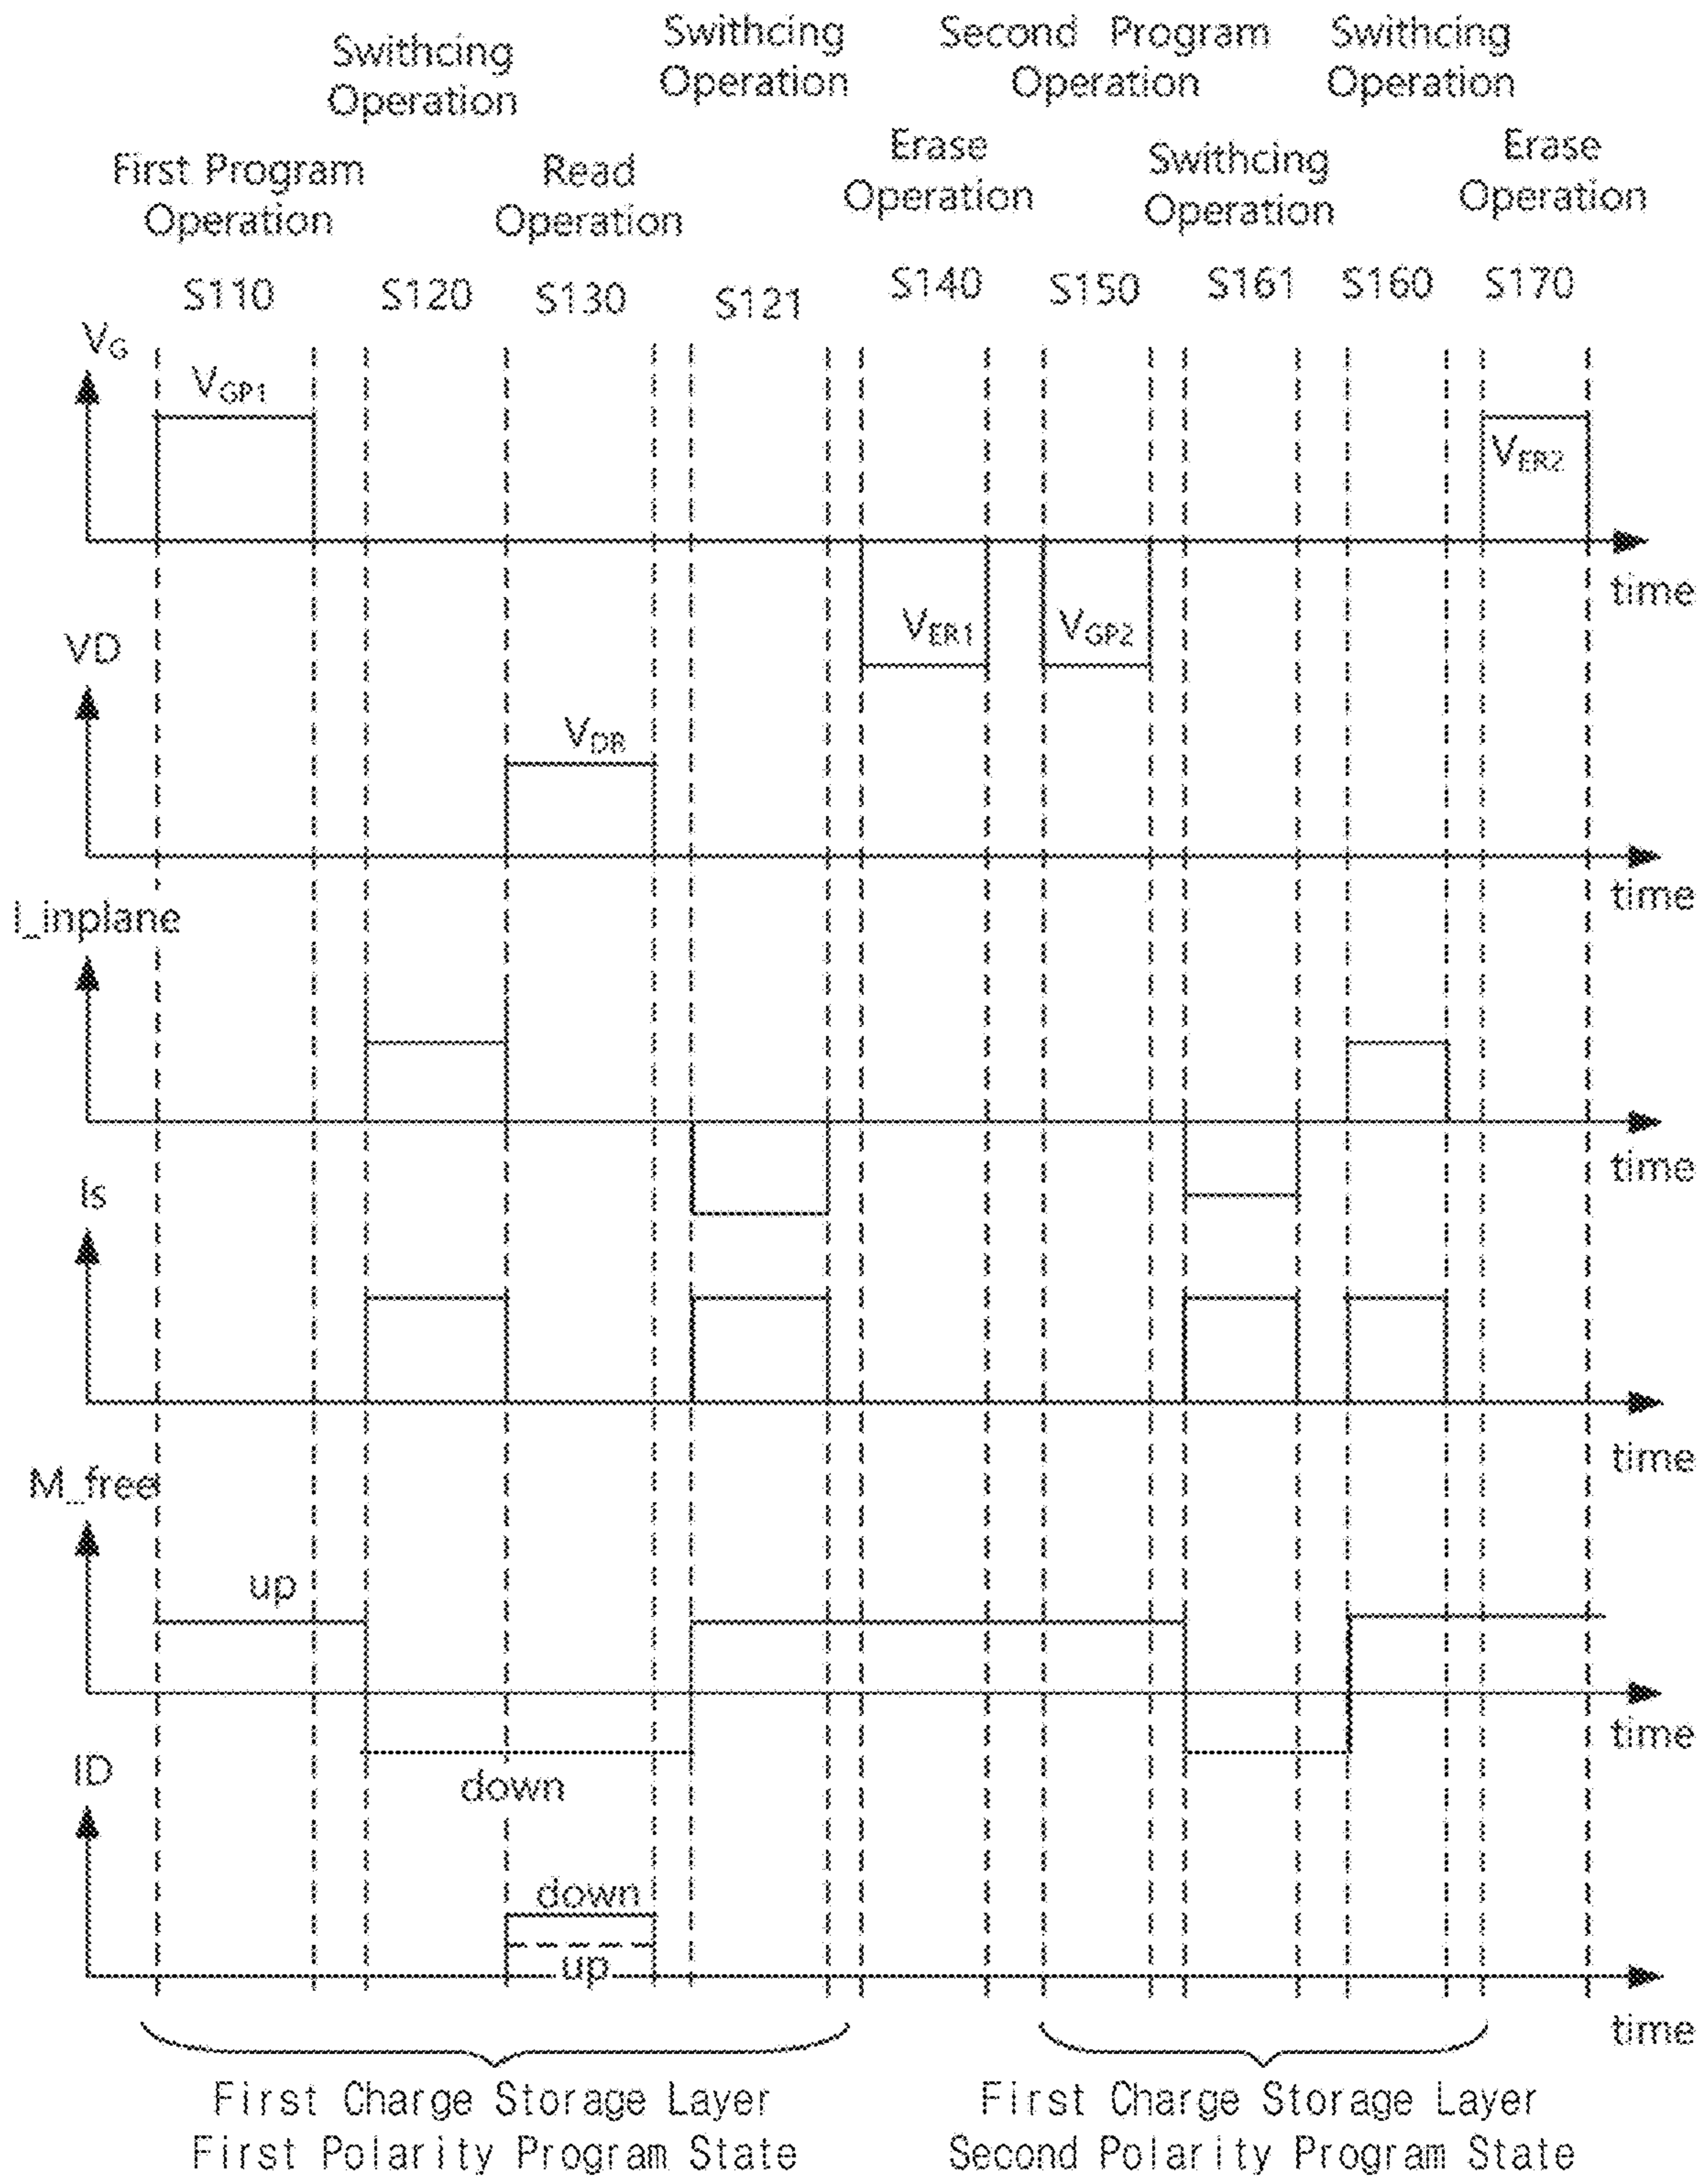 Swithcing
Operation
Swithcing
Operation
Second Program
Operation
Swithcing
Operation
First Program
Operation
Read
Operation
Erase
Operation
Swithcing
Operation
Erase
Operation
S110
S120
S130
S121
S140
S150
S161
S160
S170
VG
VGP1
VER2
time
VER1
VGP2
VD
VDR
time
I_inplane
time
Is
time
M_free
up
time
down
ID
down
up
time
First Charge Storage Layer
First Polarity Program State
First Charge Storage Layer
Second Polarity Program State